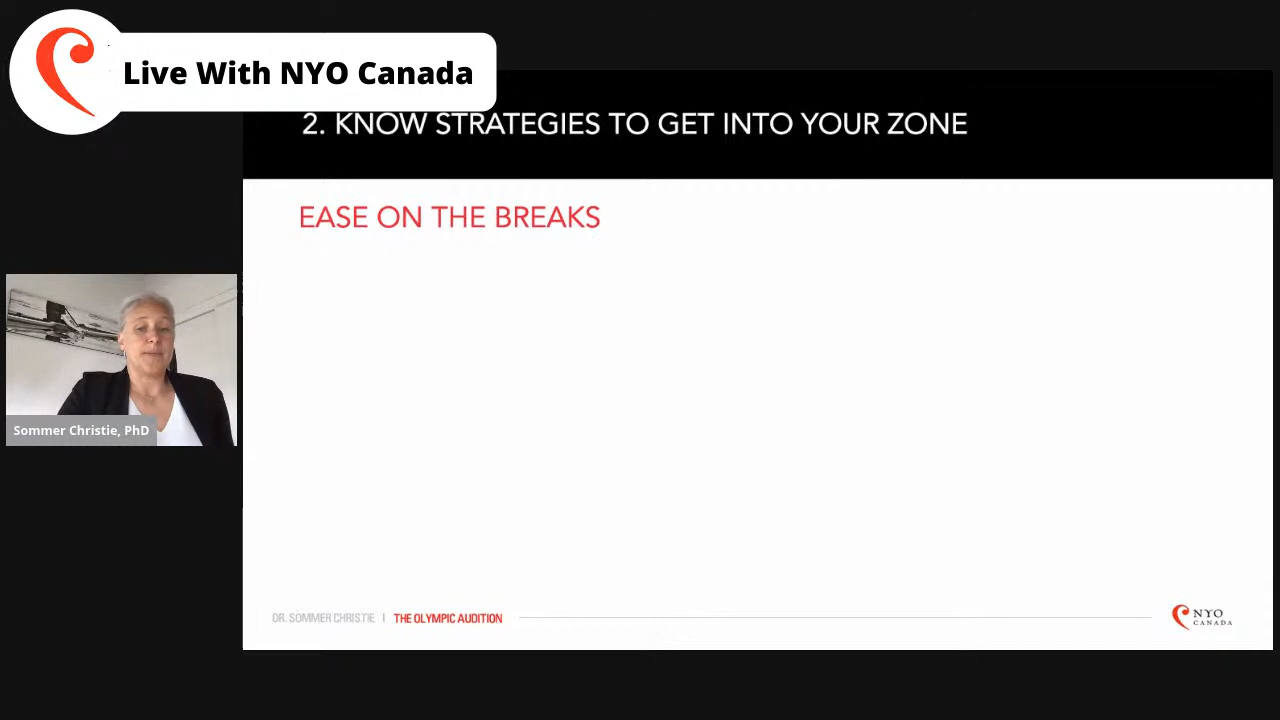 Live With NYO Canada
2. KNOW STRATEGIES TO GET INTO YOUR ZONE
EASE ON THE BREAKS
Sommer Christie, PhD
DR. SOMMER CHRISTIE | THE OLYMPIC AUDITION
NYO
CANADA